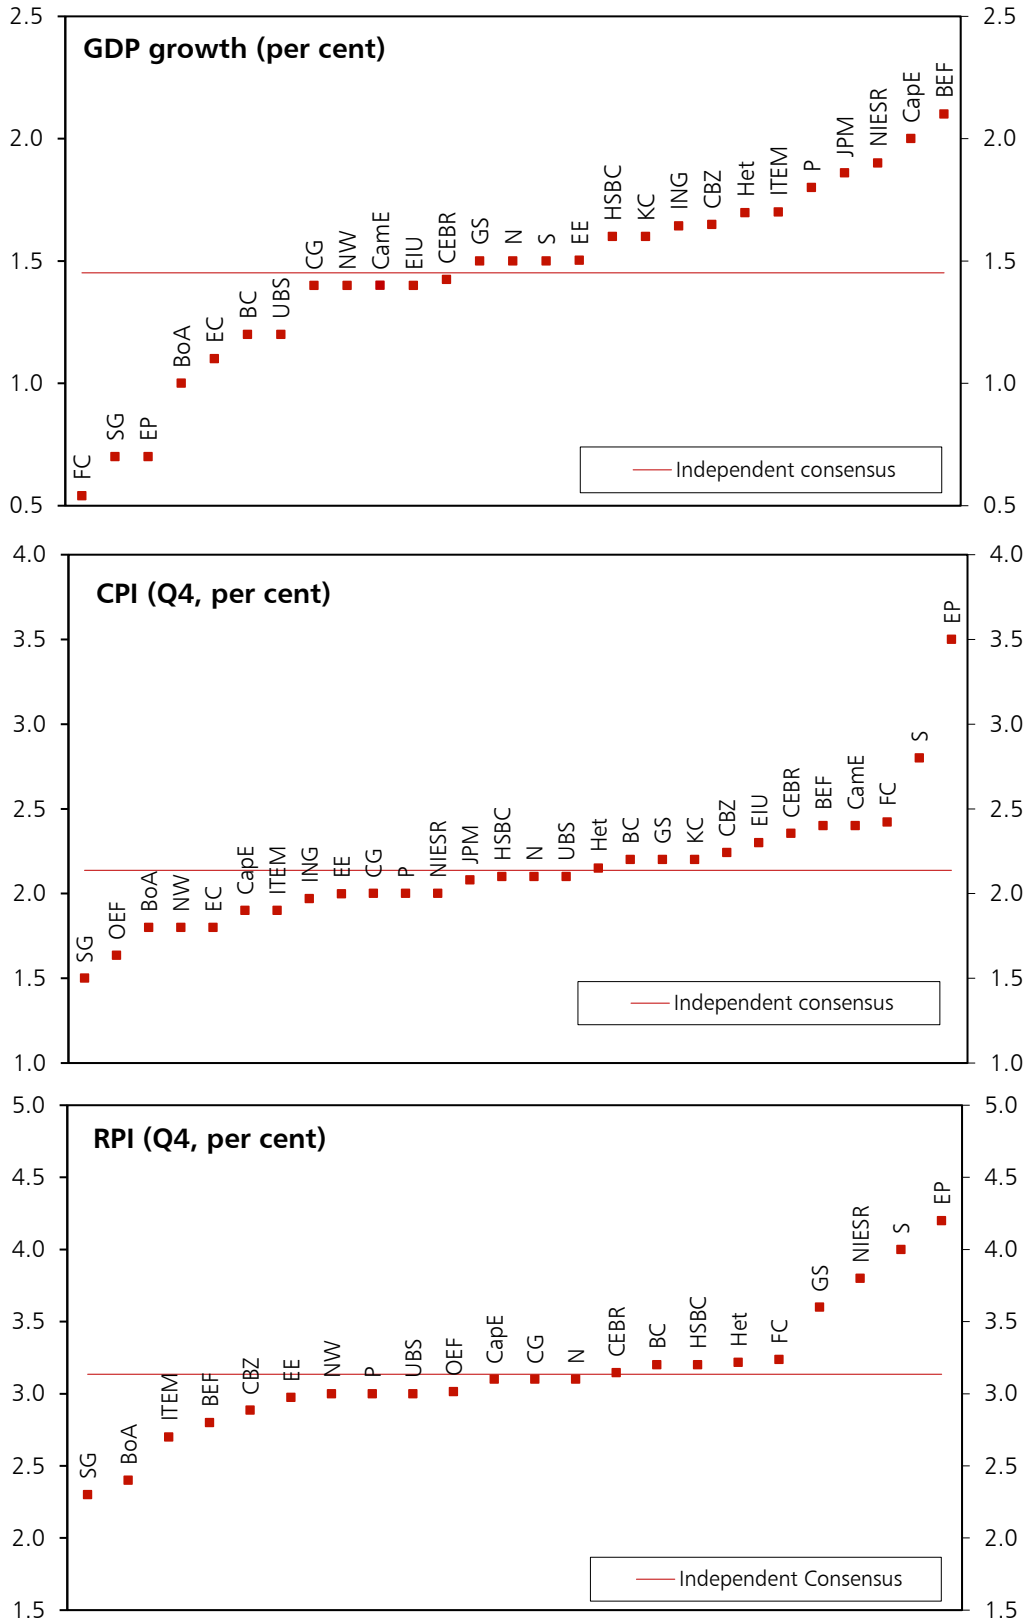 GDP growth (per cent)
2.5 2.5
2.0 2.0
1.5 1.5
1.0 1.0
0.5 0.5
FC SG EP BoA EC BC UBS CG NW CamE EIU CEBR GS N S EE HSBC KC ING CBZ Het ITEM P JPM NIESR CapE BEF
Independent consensus
CPI (Q4, per cent)
4.0 4.0
3.5 3.5
3.0 3.0
2.5 2.5
2.0 2.0
1.5 1.5
1.0 1.0
SG OEF BoA NW EC CapE ITEM ING EE CG P NIESR JPM HSBC N UBS Het BC GS KC CBZ EIU CEBR BEF CamE FC S EP
Independent consensus
RPI (Q4, per cent)
5.0 5.0
4.5 4.5
4.0 4.0
3.5 3.5
3.0 3.0
2.5 2.5
2.0 2.0
1.5 1.5
SG BoA ITEM BEF CBZ EE NW P UBS OEF CapE CG N CEBR BC HSBC Het FC GS NIESR S EP
Independent Consensus